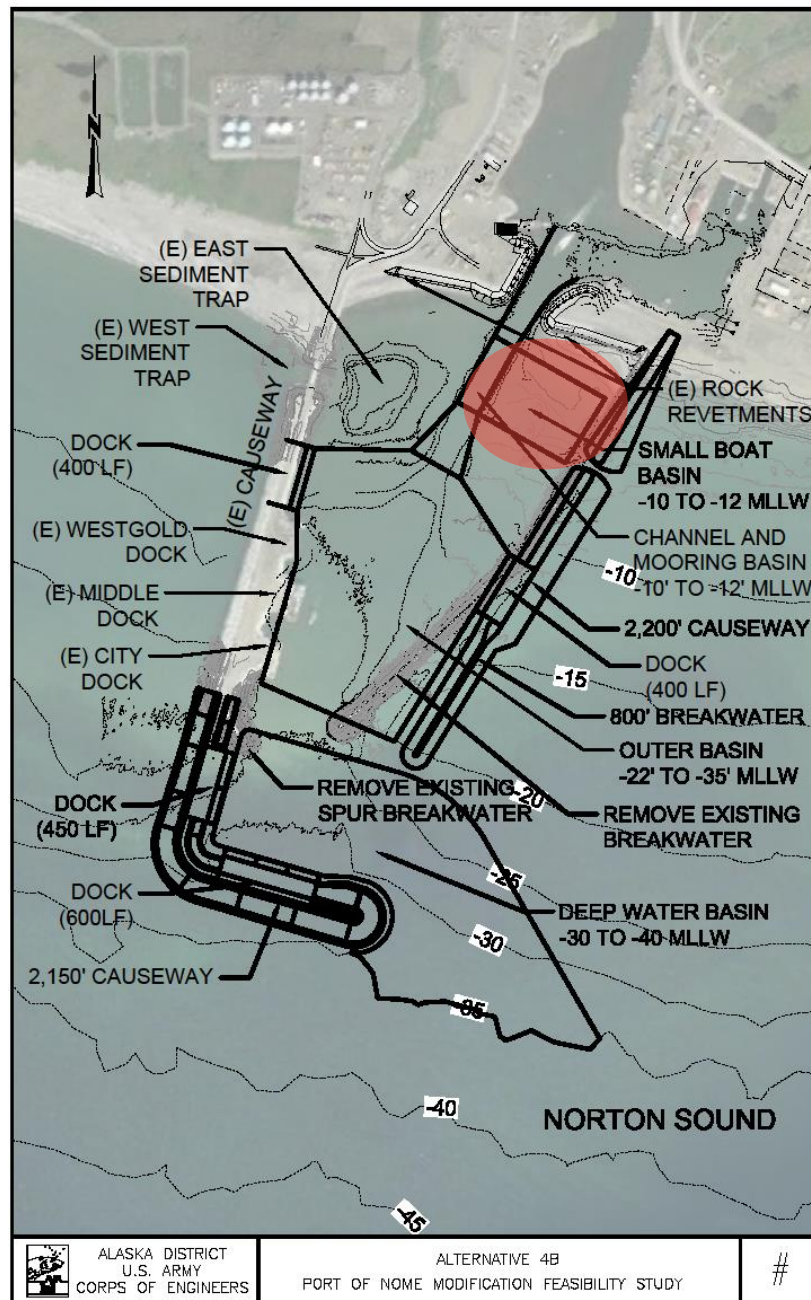 N
(E) EAST
SEDIMENT
TRAP
(E) WEST
SEDIMENT
TRAP
(E) CAUSEWAY
DOCK
(400 LF)
(E) WESTGOLD
DOCK
(E) MIDDLE
DOCK
(E) CITY
DOCK
(E) ROCK
REVETMENTS
SMALL BOAT
BASIN
-10 TO -12 MLLW
CHANNEL AND
MOORING BASIN
-10' TO -12' MLLW
-10
2,200' CAUSEWAY
DOCK
(400 LF)
-15
800' BREAKWATER
OUTER BASIN
-22' TO -35' MLLW
-20
REMOVE EXISTING
SPUR BREAKWATER
REMOVE EXISTING
BREAKWATER
DOCK
(450 LF)
-25
DOCK
(600LF)
DEEP WATER BASIN
-30 TO -40 MLLW
-30
2,150' CAUSEWAY
-35
-40
NORTON SOUND
-45
ALASKA DISTRICT
U.S. ARMY
CORPS OF ENGINEERS
ALTERNATIVE 4B
PORT OF NOME MODIFICATION FEASIBILITY STUDY
#